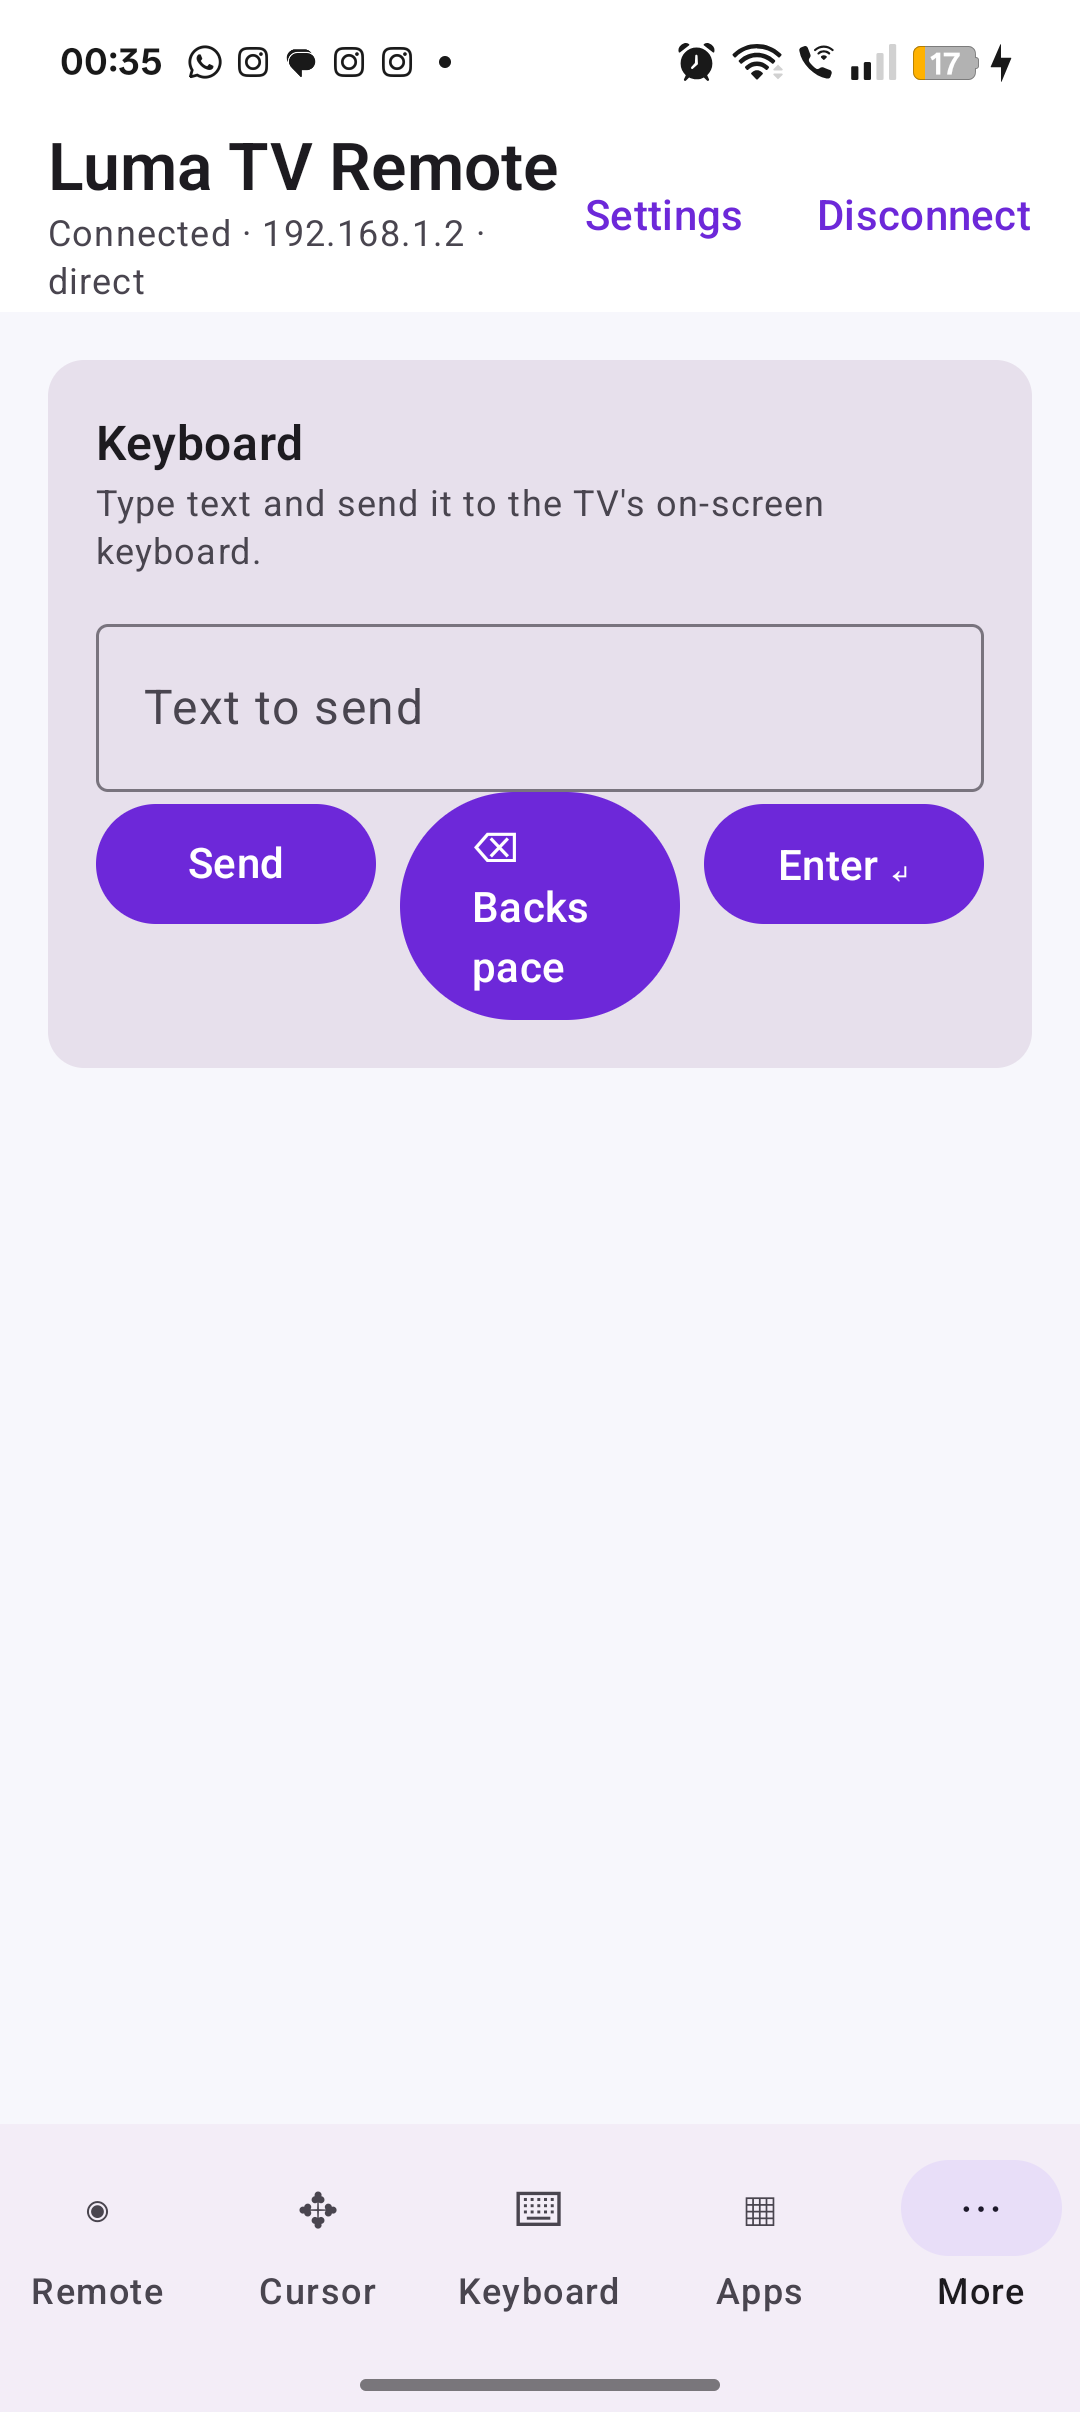 00:35
17
Luma TV Remote
Connected · 192.168.1.2 ·
direct
Settings
Disconnect
Keyboard
Type text and send it to the TV's on-screen
keyboard.
Text to send
Send
⌫
Backs
pace
Enter ↵
Remote
Cursor
Keyboard
Apps
More